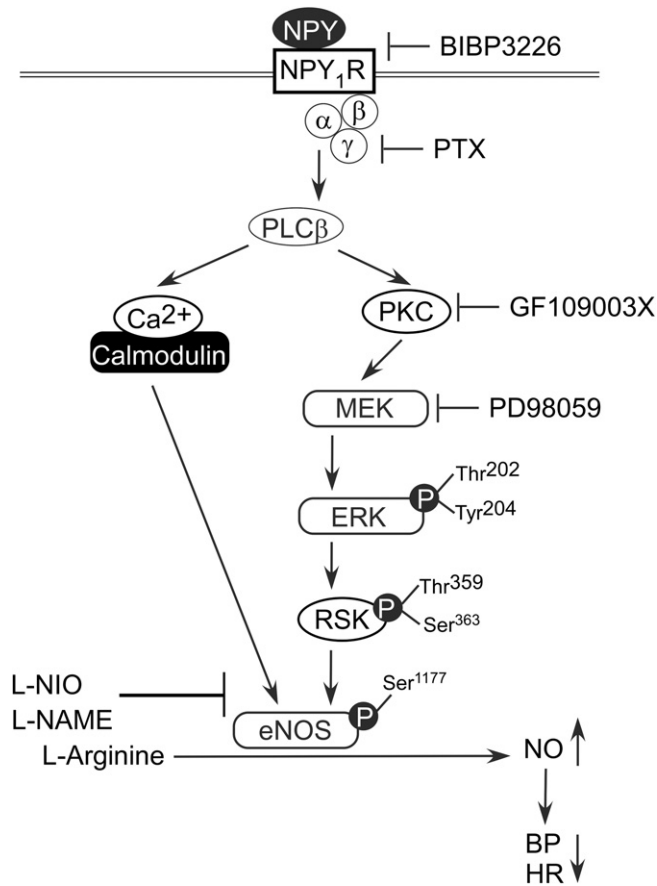 NPY
BIBP3226
NPY₁R
α
β
γ
PTX
PLCβ
Ca²⁺
Calmodulin
PKC
GF109003X
MEK
PD98059
ERK
P
Thr²⁰²
Tyr²⁰⁴
RSK
P
Thr³⁵⁹
Ser³⁶³
L-NIO
L-NAME
eNOS
P
Ser¹¹⁷⁷
L-Arginine
NO
BP
HR